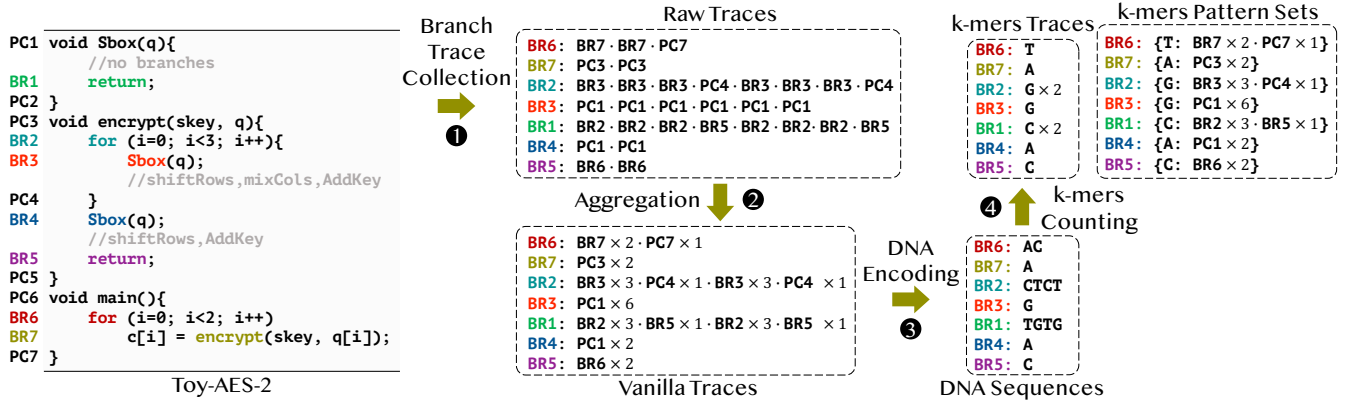 PC1 void Sbox(q){
//no branches
BR1 return;
PC2 }
PC3 void encrypt(skey, q){
BR2 for (i=0; i<3; i++){
BR3 Sbox(q);
//shiftRows,mixCols,AddKey
PC4 }
BR4 Sbox(q);
//shiftRows,AddKey
BR5 return;
PC5 }
PC6 void main(){
BR6 for (i=0; i<2; i++)
BR7 c[i] = encrypt(skey, q[i]);
PC7 }
Toy-AES-2
Branch
Trace
Collection
❶
Raw Traces
BR6: BR7·BR7·PC7
BR7: PC3·PC3
BR2: BR3·BR3·BR3·PC4·BR3·BR3·BR3·PC4
BR3: PC1·PC1·PC1·PC1·PC1·PC1
BR1: BR2·BR2·BR2·BR5·BR2·BR2·BR2·BR5
BR4: PC1·PC1
BR5: BR6·BR6
Aggregation ❷
BR6: BR7×2·PC7×1
BR7: PC3×2
BR2: BR3×3·PC4×1·BR3×3·PC4 ×1
BR3: PC1×6
BR1: BR2×3·BR5×1·BR2×3·BR5 ×1
BR4: PC1×2
BR5: BR6×2
Vanilla Traces
DNA
Encoding
❸
BR6: AC
BR7: A
BR2: CTCT
BR3: G
BR1: TGTG
BR4: A
BR5: C
DNA Sequences
❹ k-mers
Counting
k-mers Traces
BR6: T
BR7: A
BR2: G×2
BR3: G
BR1: C×2
BR4: A
BR5: C
k-mers Pattern Sets
BR6: {T: BR7×2·PC7×1}
BR7: {A: PC3×2}
BR2: {G: BR3×3·PC4×1}
BR3: {G: PC1×6}
BR1: {C: BR2×3·BR5×1}
BR4: {A: PC1×2}
BR5: {C: BR6×2}